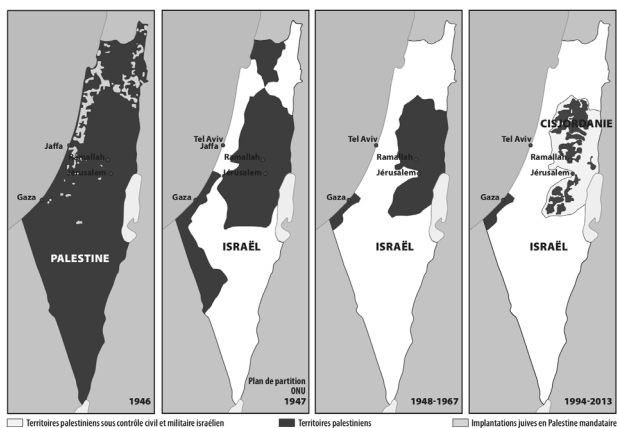 Jaffa
Ramallah
Jérusalem
Gaza
PALESTINE
1946
Tel Aviv
Jaffa
Ramallah
Jérusalem
Gaza
ISRAËL
Plan de partition
ONU
1947
Tel Aviv
Ramallah
Jérusalem
Gaza
ISRAËL
1948-1967
CISJORDANIE
Tel Aviv
Ramallah
Jérusalem
Gaza
ISRAËL
1994-2013
Territoires palestiniens sous contrôle civil et militaire israélien
Territoires palestiniens
Implantations juives en Palestine mandataire